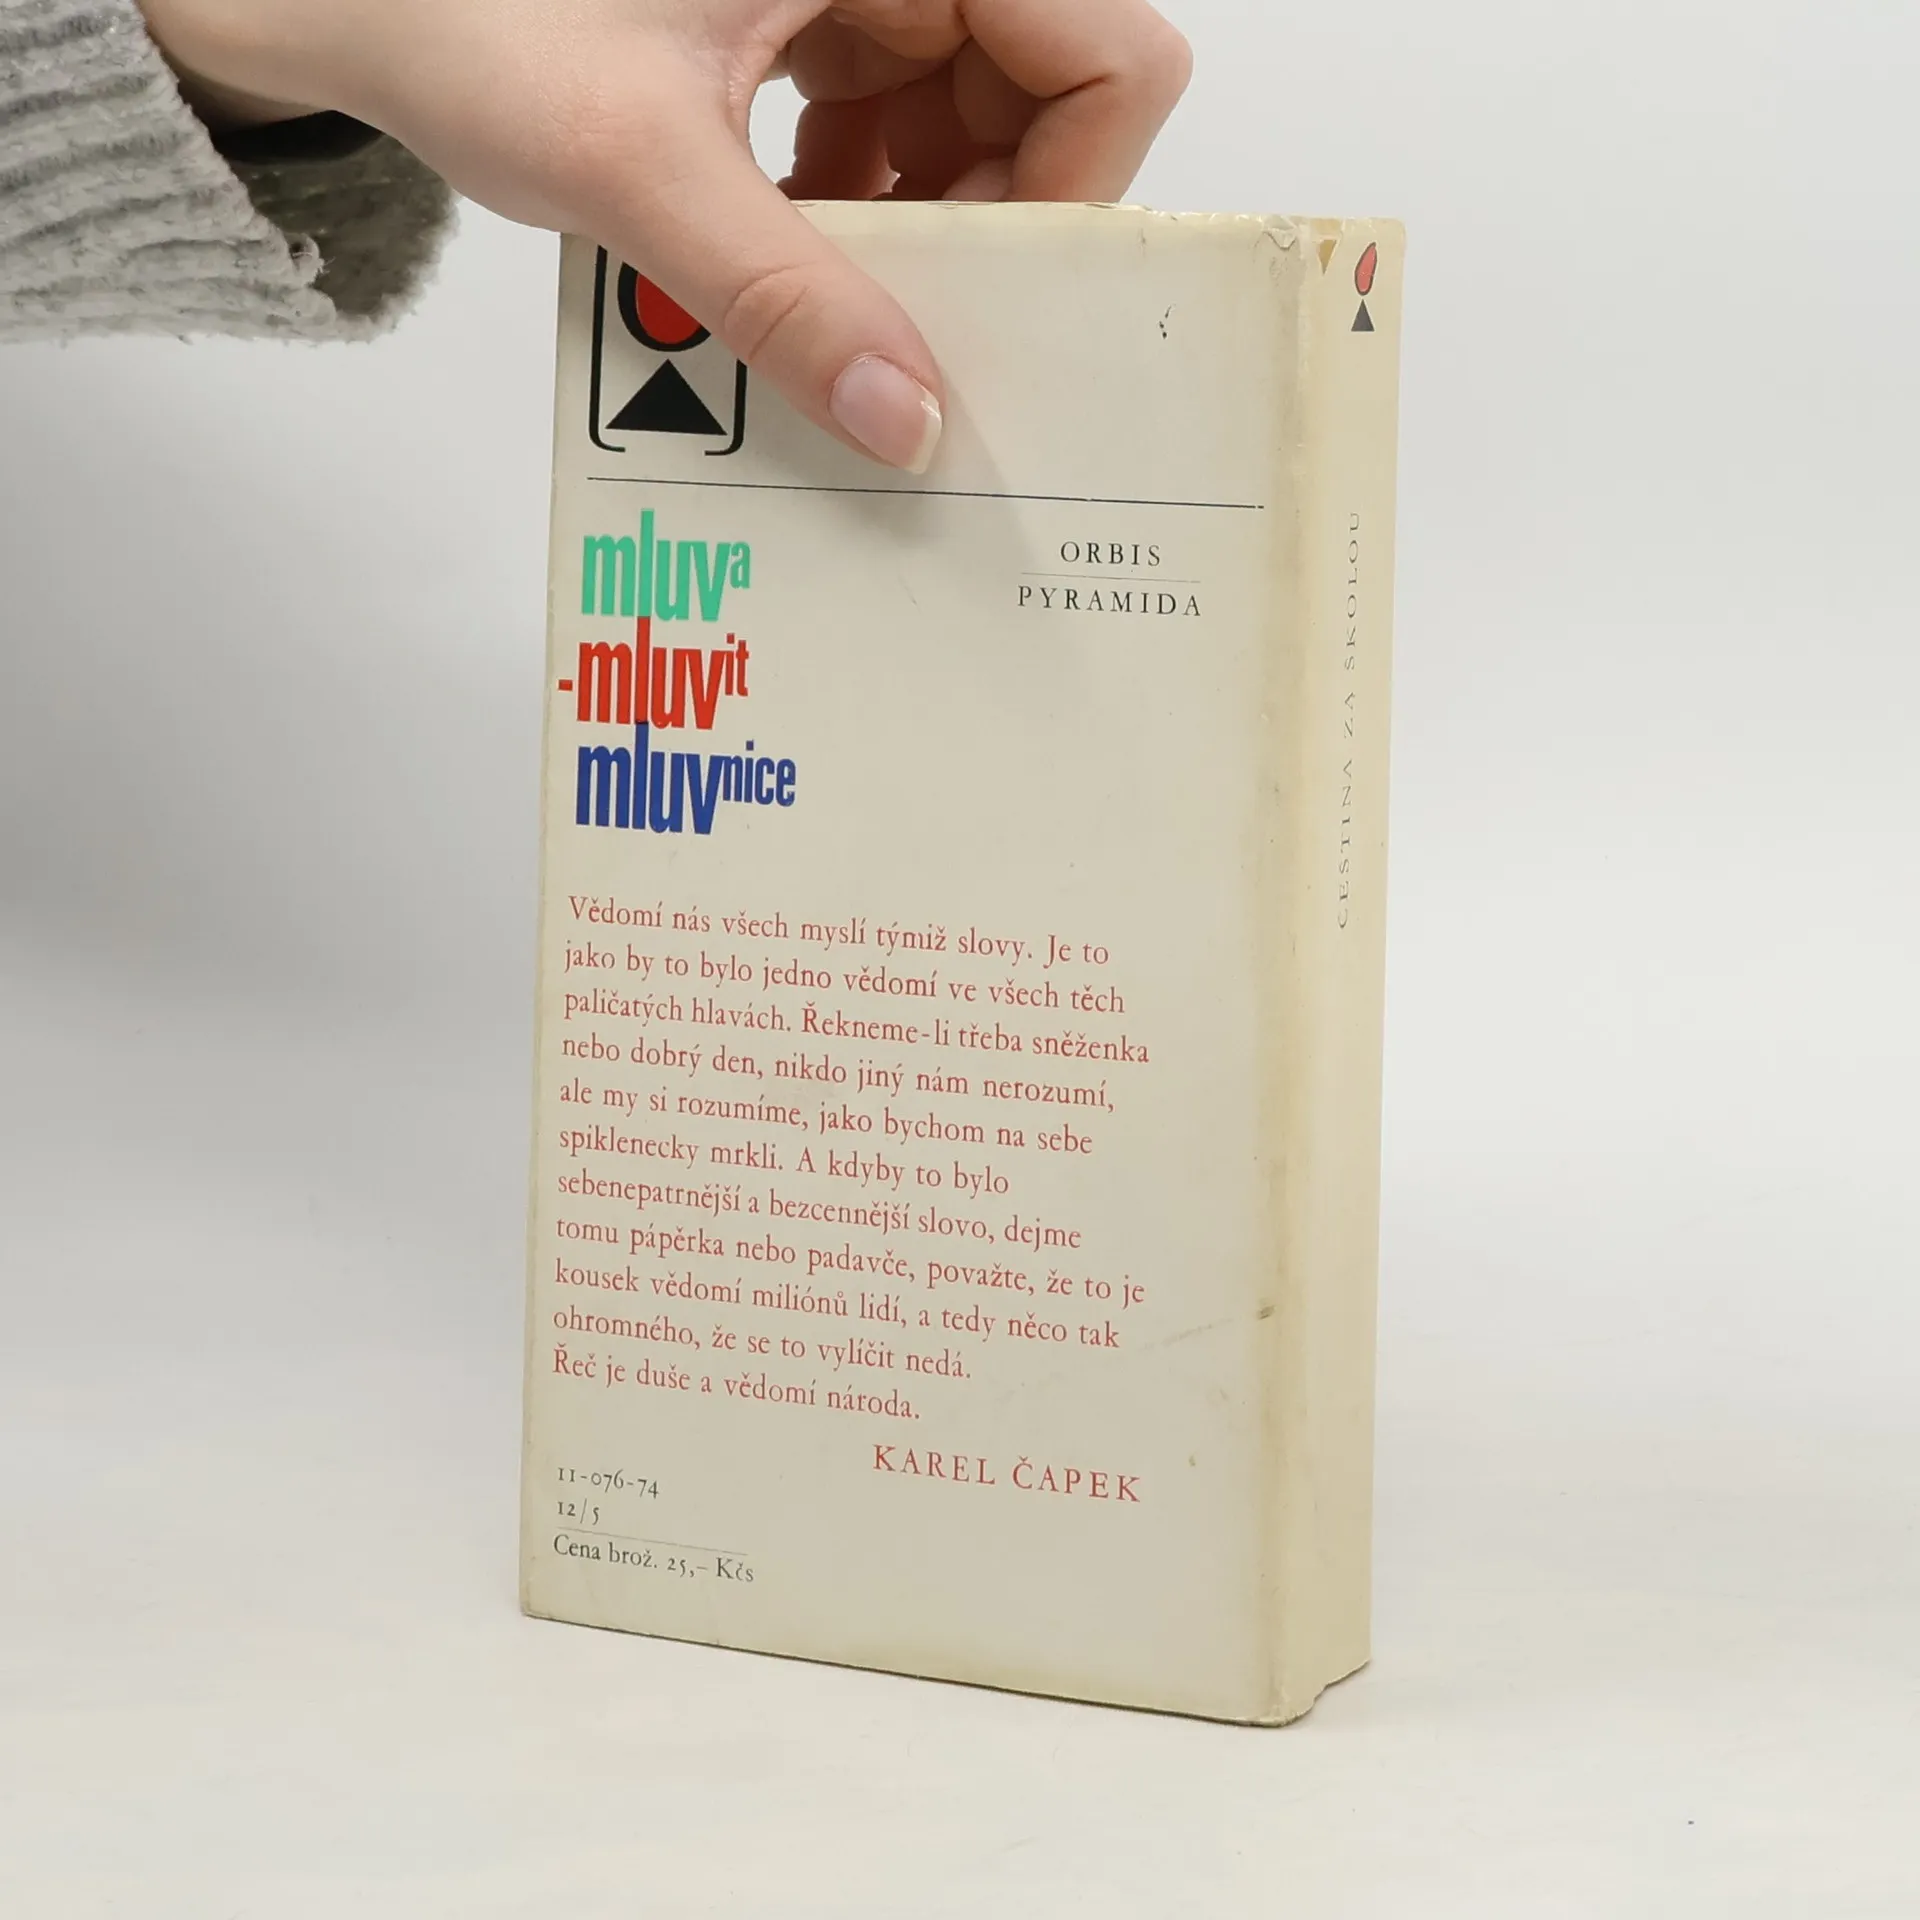 mluva
-mluvit
mluvnice
ORBIS
PYRAMIDA
Vědomí nás všech myslí týmiž slovy. Je to
jako by to bylo jedno vědomí ve všech těch
paličatých hlavách. Řekneme-li třeba sněženka
nebo dobrý den, nikdo jiný nám nerozumí,
ale my si rozumíme, jako bychom na sebe
spiklenecky mrkli. A kdyby to bylo
sebenepatrnější a bezcennější slovo, dejme
tomu pápěrka nebo padavče, považte, že to je
kousek vědomí miliónů lidí, a tedy něco tak
ohromného, že se to vylíčit nedá.
Řeč je duše a vědomí národa.
KAREL ČAPEK
11-076-74
12/5
Cena brož. 25,– Kčs
ČEŠTINA ZA ŠKOLOU